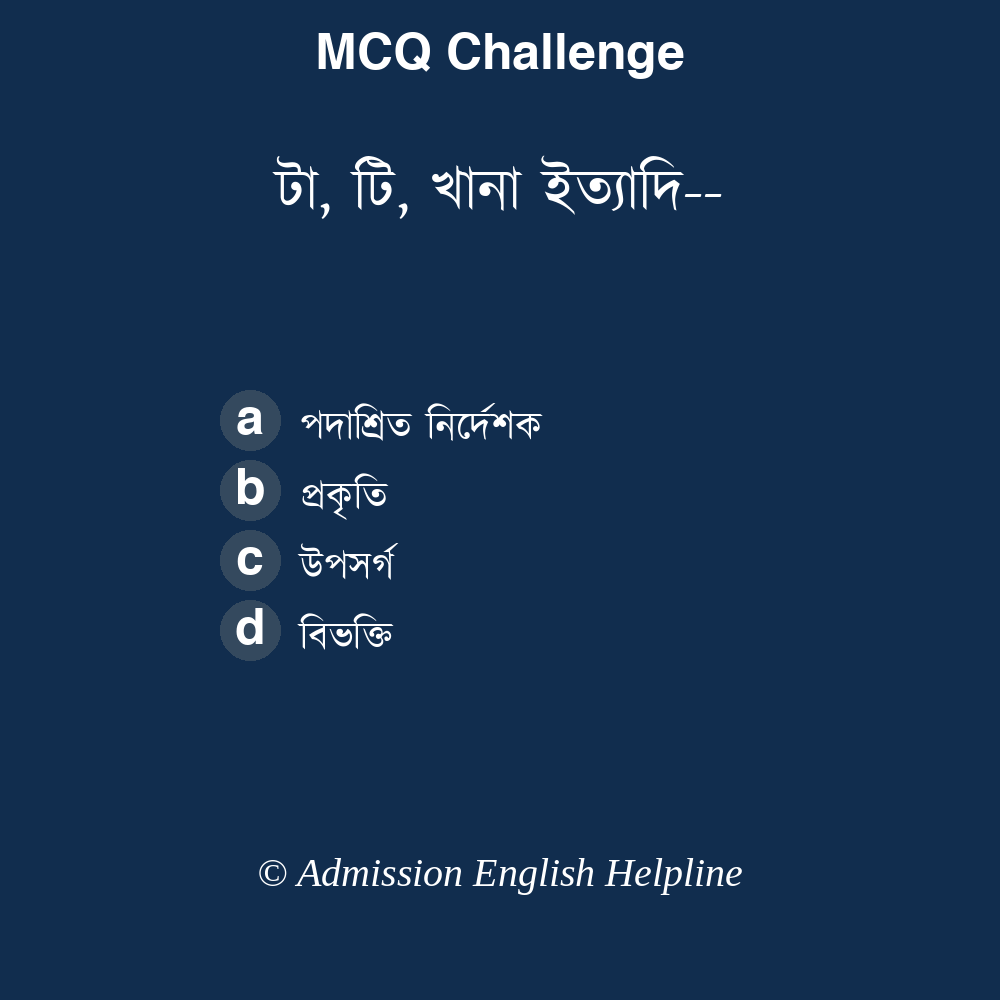 MCQ Challenge
টা, টি, খানা ইত্যাদি--
a পদাশ্রিত নির্দেশক
b প্রকৃতি
c উপসর্গ
d বিভক্তি
© Admission English Helpline